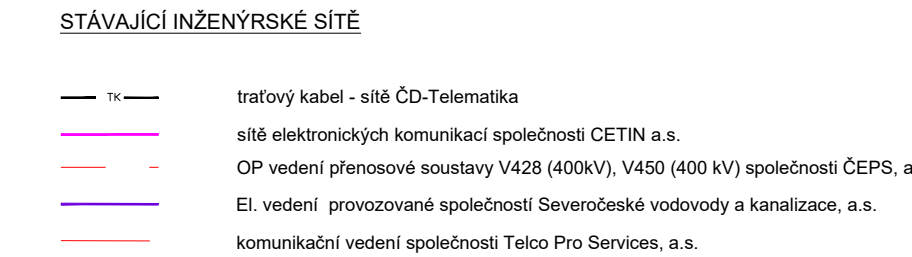 STÁVAJÍCÍ INŽENÝRSKÉ SÍTĚ
TK traťový kabel - sítě ČD-Telematika
sítě elektronických komunikací společnosti CETIN a.s.
OP vedení přenosové soustavy V428 (400kV), V450 (400 kV) společnosti ČEPS, a
El. vedení provozované společností Severočeské vodovody a kanalizace, a.s.
komunikační vedení společnosti Telco Pro Services, a.s.